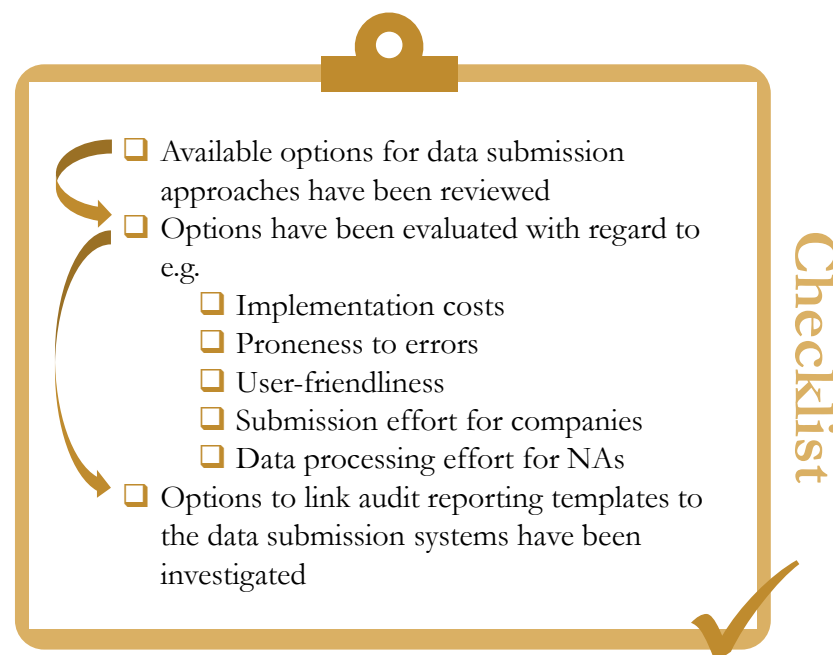 Available options for data submission
approaches have been reviewed
Options have been evaluated with regard to
e.g.
Implementation costs
Proneness to errors
User-friendliness
Submission effort for companies
Data processing effort for NAs
Options to link audit reporting templates to
the data submission systems have been
investigated
Checklist